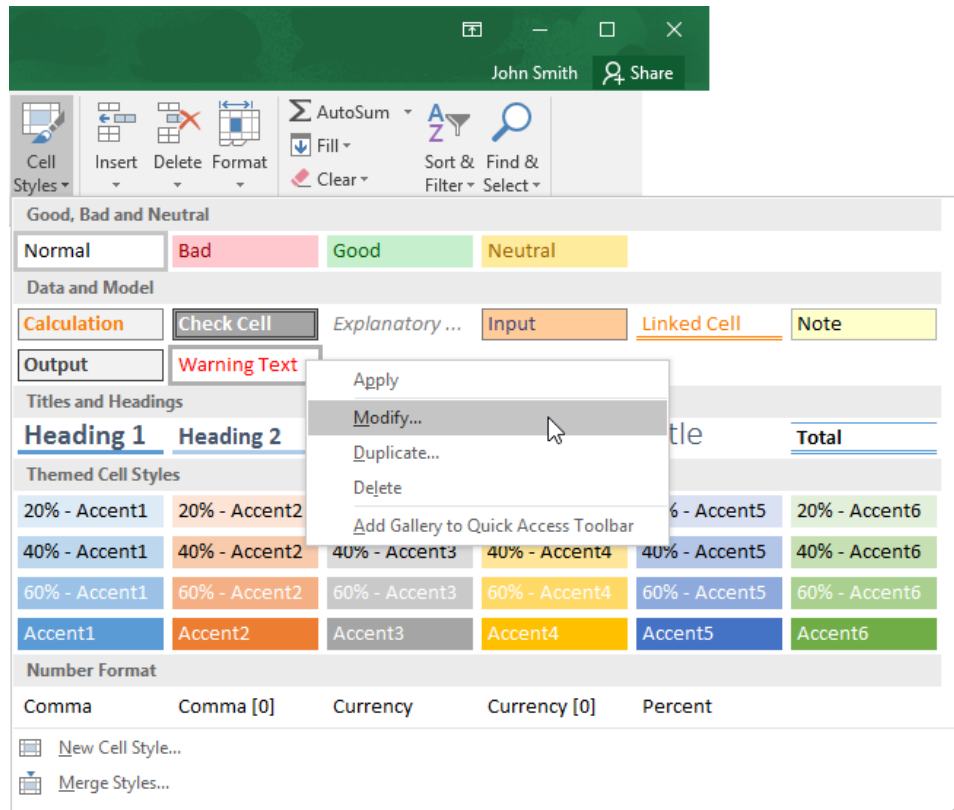 John Smith Share
AutoSum
Fill
Clear
Cell Styles
Insert
Delete
Format
Sort & Filter
Find & Select
Good, Bad and Neutral
Normal Bad Good Neutral
Data and Model
Calculation Check Cell Explanatory ... Input Linked Cell Note
Output Warning Text
Apply
Modify...
Duplicate...
Delete
Add Gallery to Quick Access Toolbar
Titles and Headings
Heading 1 Heading 2 tle Total
Themed Cell Styles
20% - Accent1 20% - Accent2 % - Accent5 20% - Accent6
40% - Accent1 40% - Accent2 40% - Accent3 40% - Accent4 40% - Accent5 40% - Accent6
60% - Accent1 60% - Accent2 60% - Accent3 60% - Accent4 60% - Accent5 60% - Accent6
Accent1 Accent2 Accent3 Accent4 Accent5 Accent6
Number Format
Comma Comma [0] Currency Currency [0] Percent
New Cell Style...
Merge Styles...